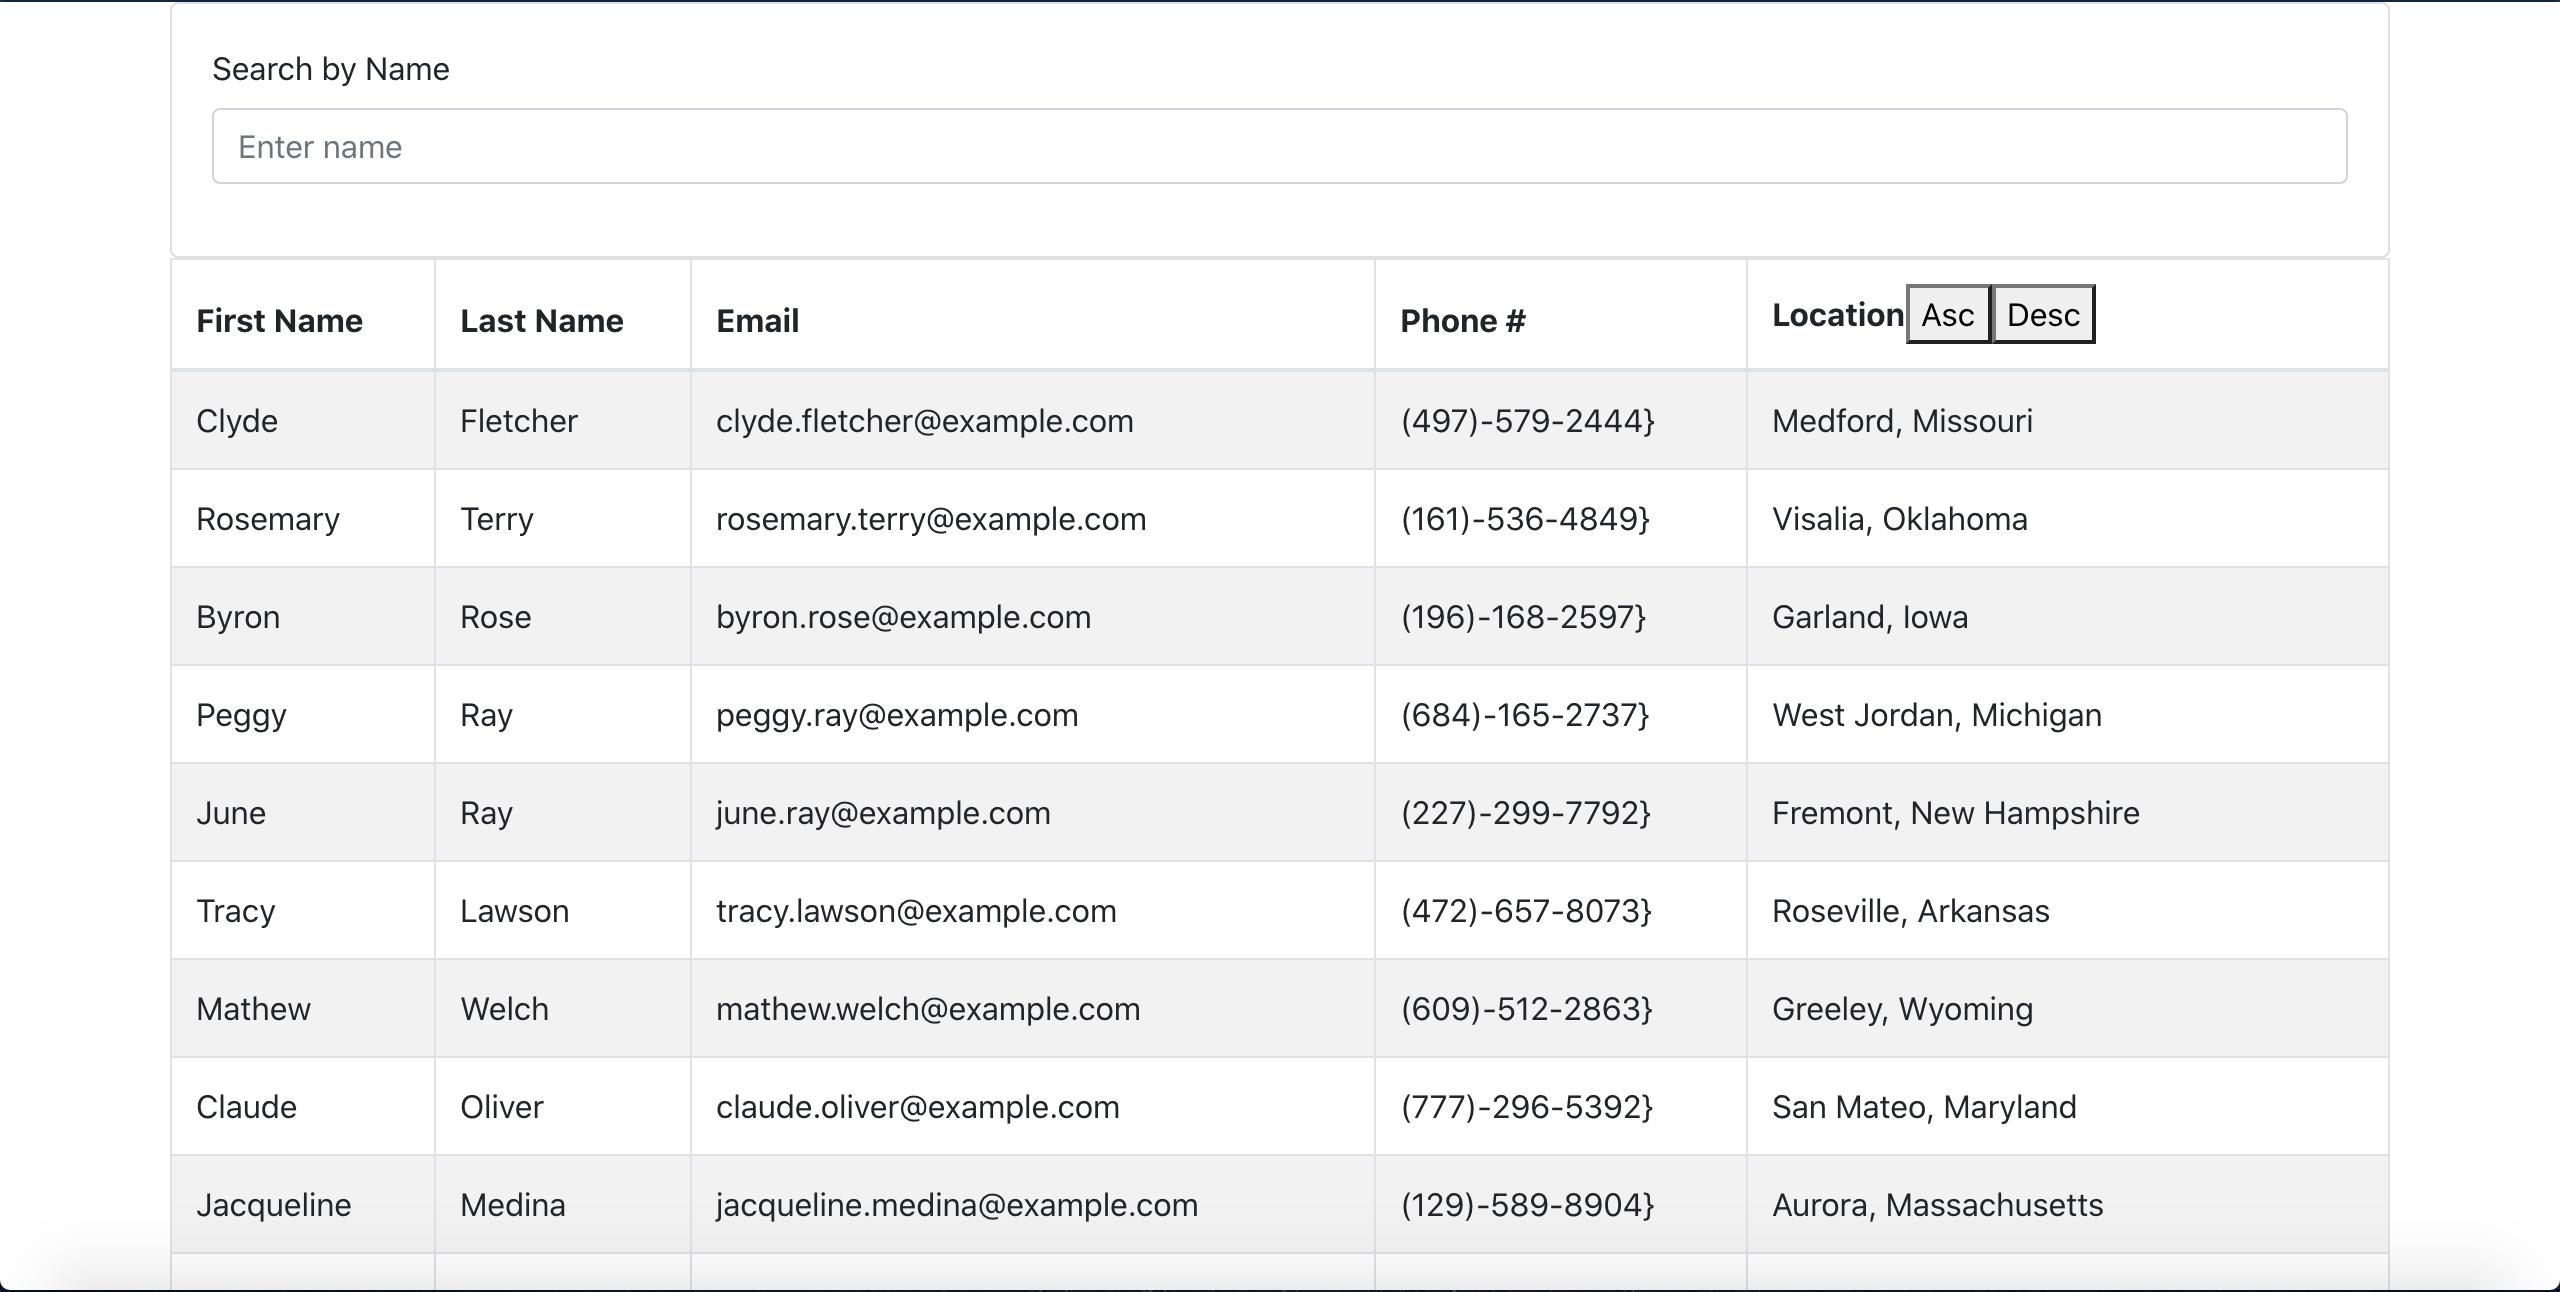 Search by Name
Enter name
First Name Last Name Email Phone # Location Asc Desc
Clyde Fletcher clyde.fletcher@example.com (497)-579-2444} Medford, Missouri
Rosemary Terry rosemary.terry@example.com (161)-536-4849} Visalia, Oklahoma
Byron Rose byron.rose@example.com (196)-168-2597} Garland, Iowa
Peggy Ray peggy.ray@example.com (684)-165-2737} West Jordan, Michigan
June Ray june.ray@example.com (227)-299-7792} Fremont, New Hampshire
Tracy Lawson tracy.lawson@example.com (472)-657-8073} Roseville, Arkansas
Mathew Welch mathew.welch@example.com (609)-512-2863} Greeley, Wyoming
Claude Oliver claude.oliver@example.com (777)-296-5392} San Mateo, Maryland
Jacqueline Medina jacqueline.medina@example.com (129)-589-8904} Aurora, Massachusetts